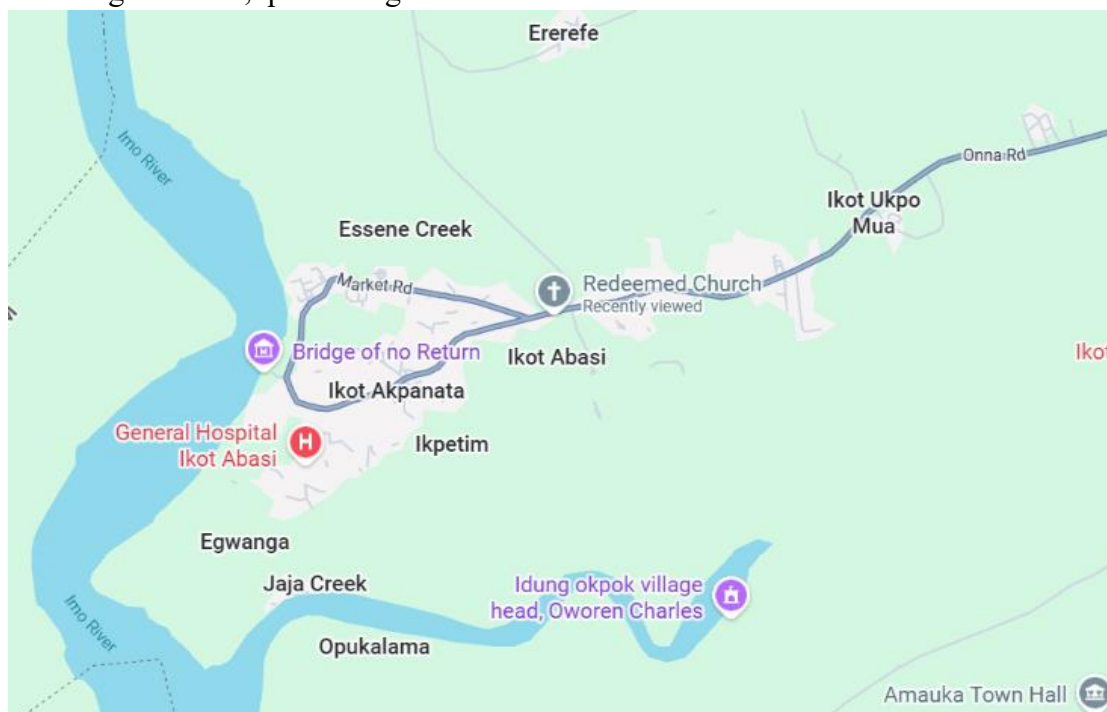 Ererefe
Imo River
Onna Rd
Ikot Ukpo
Mua
Essene Creek
Market Rd
Redeemed Church
Recently viewed
Bridge of no Return
Ikot Abasi
Ikot
Ikot Akpanata
General Hospital
Ikot Abasi
H
Ikpetim
Egwanga
Jaja Creek
Idung okpok village
head, Oworen Charles
Imo River
Opukalama
Amauka Town Hall